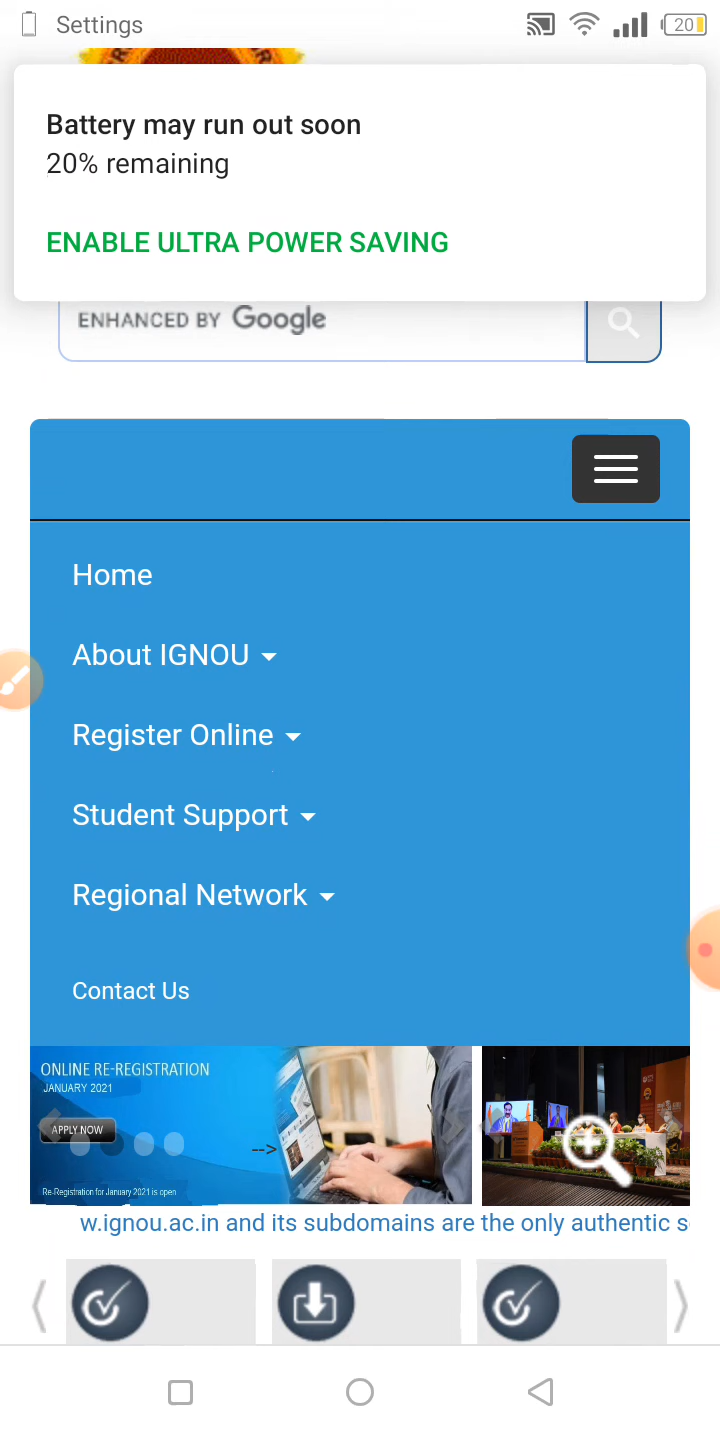 Settings
20
Battery may run out soon
20% remaining
ENABLE ULTRA POWER SAVING
ENHANCED BY Google
Home
About IGNOU
Register Online
Student Support
Regional Network
Contact Us
ONLINE RE-REGISTRATION
JANUARY 2021
APPLY NOW
-->
Re-Registration for January 2021 is open
w.ignou.ac.in and its subdomains are the only authentic s